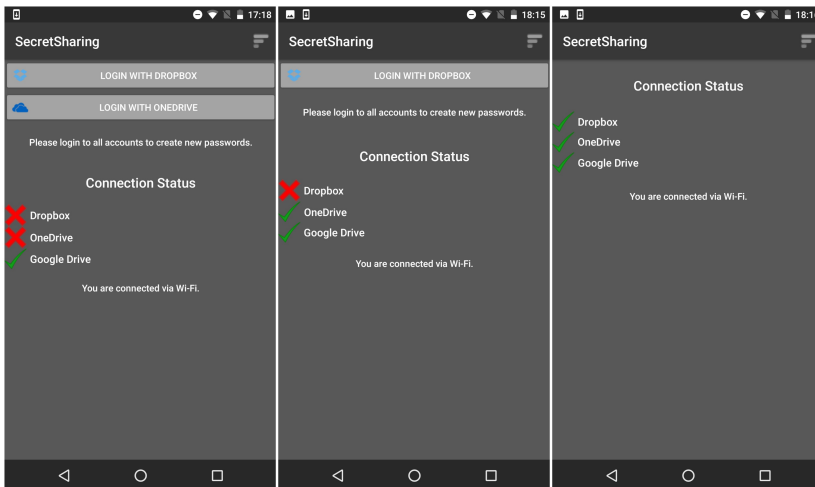 17:18
SecretSharing
LOGIN WITH DROPBOX
LOGIN WITH ONEDRIVE
Please login to all accounts to create new passwords.
Connection Status
Dropbox
OneDrive
Google Drive
You are connected via Wi-Fi.
18:15
SecretSharing
LOGIN WITH DROPBOX
Please login to all accounts to create new passwords.
Connection Status
Dropbox
OneDrive
Google Drive
You are connected via Wi-Fi.
SecretSharing
Connection Status
Dropbox
OneDrive
Google Drive
You are connected via Wi-Fi.